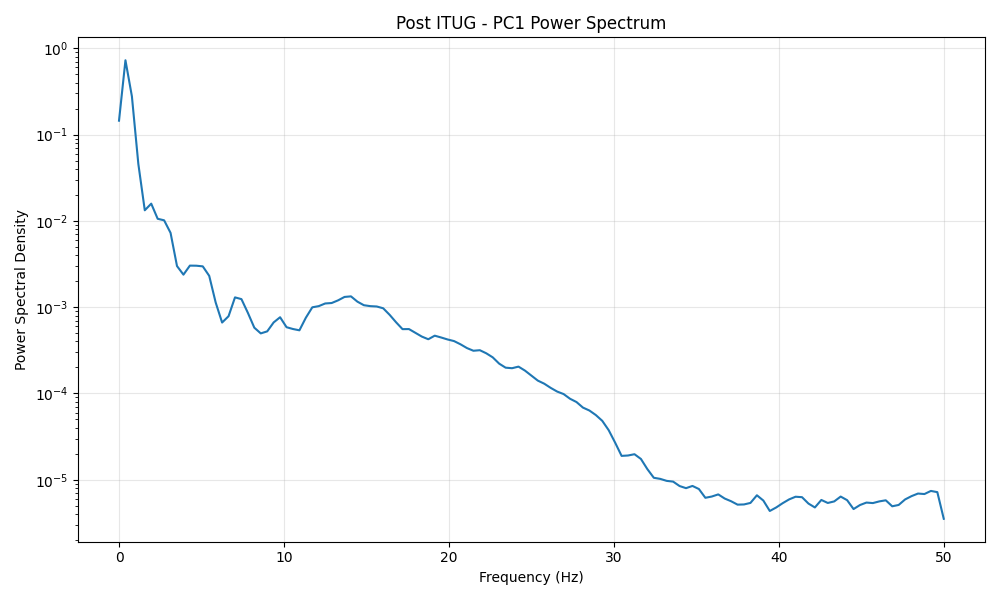 Post ITUG - PC1 Power Spectrum
Power Spectral Density
10⁰
10⁻¹
10⁻²
10⁻³
10⁻⁴
10⁻⁵
0 10 20 30 40 50
Frequency (Hz)